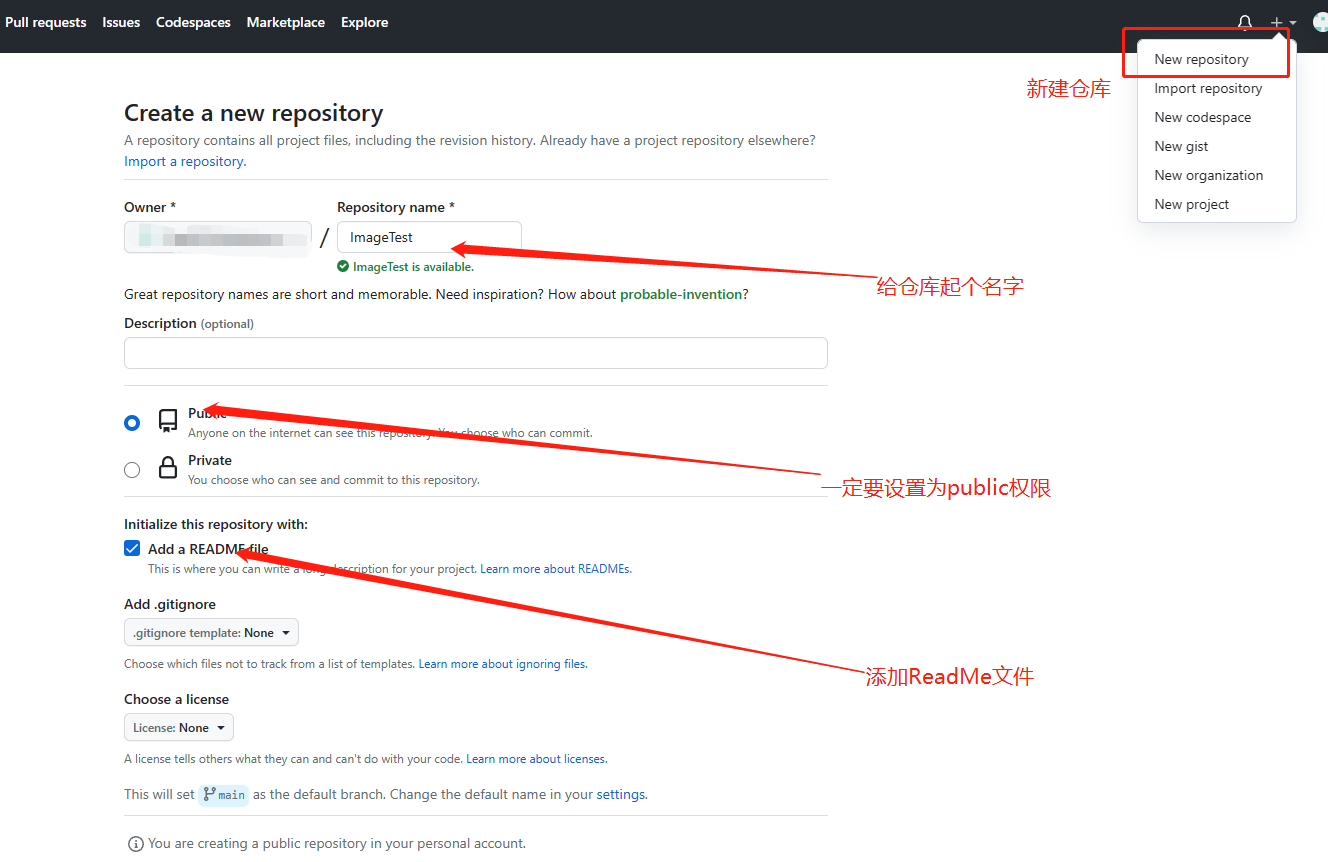 Pull requests Issues Codespaces Marketplace Explore
New repository
Import repository
New codespace
New gist
New organization
New project
新建仓库
Create a new repository
A repository contains all project files, including the revision history. Already have a project repository elsewhere?
Import a repository.
Owner *
Repository name *
/
ImageTest
ImageTest is available.
给仓库起个名字
Great repository names are short and memorable. Need inspiration? How about probable-invention?
Description (optional)
Public
Anyone on the internet can see this repository. You choose who can commit.
Private
You choose who can see and commit to this repository.
一定要设置为public权限
Initialize this repository with:
Add a README file
This is where you can write a long description for your project. Learn more about READMEs.
Add .gitignore
.gitignore template: None
Choose which files not to track from a list of templates. Learn more about ignoring files.
添加ReadMe文件
Choose a license
License: None
A license tells others what they can and can't do with your code. Learn more about licenses.
This will set main as the default branch. Change the default name in your settings.
You are creating a public repository in your personal account.